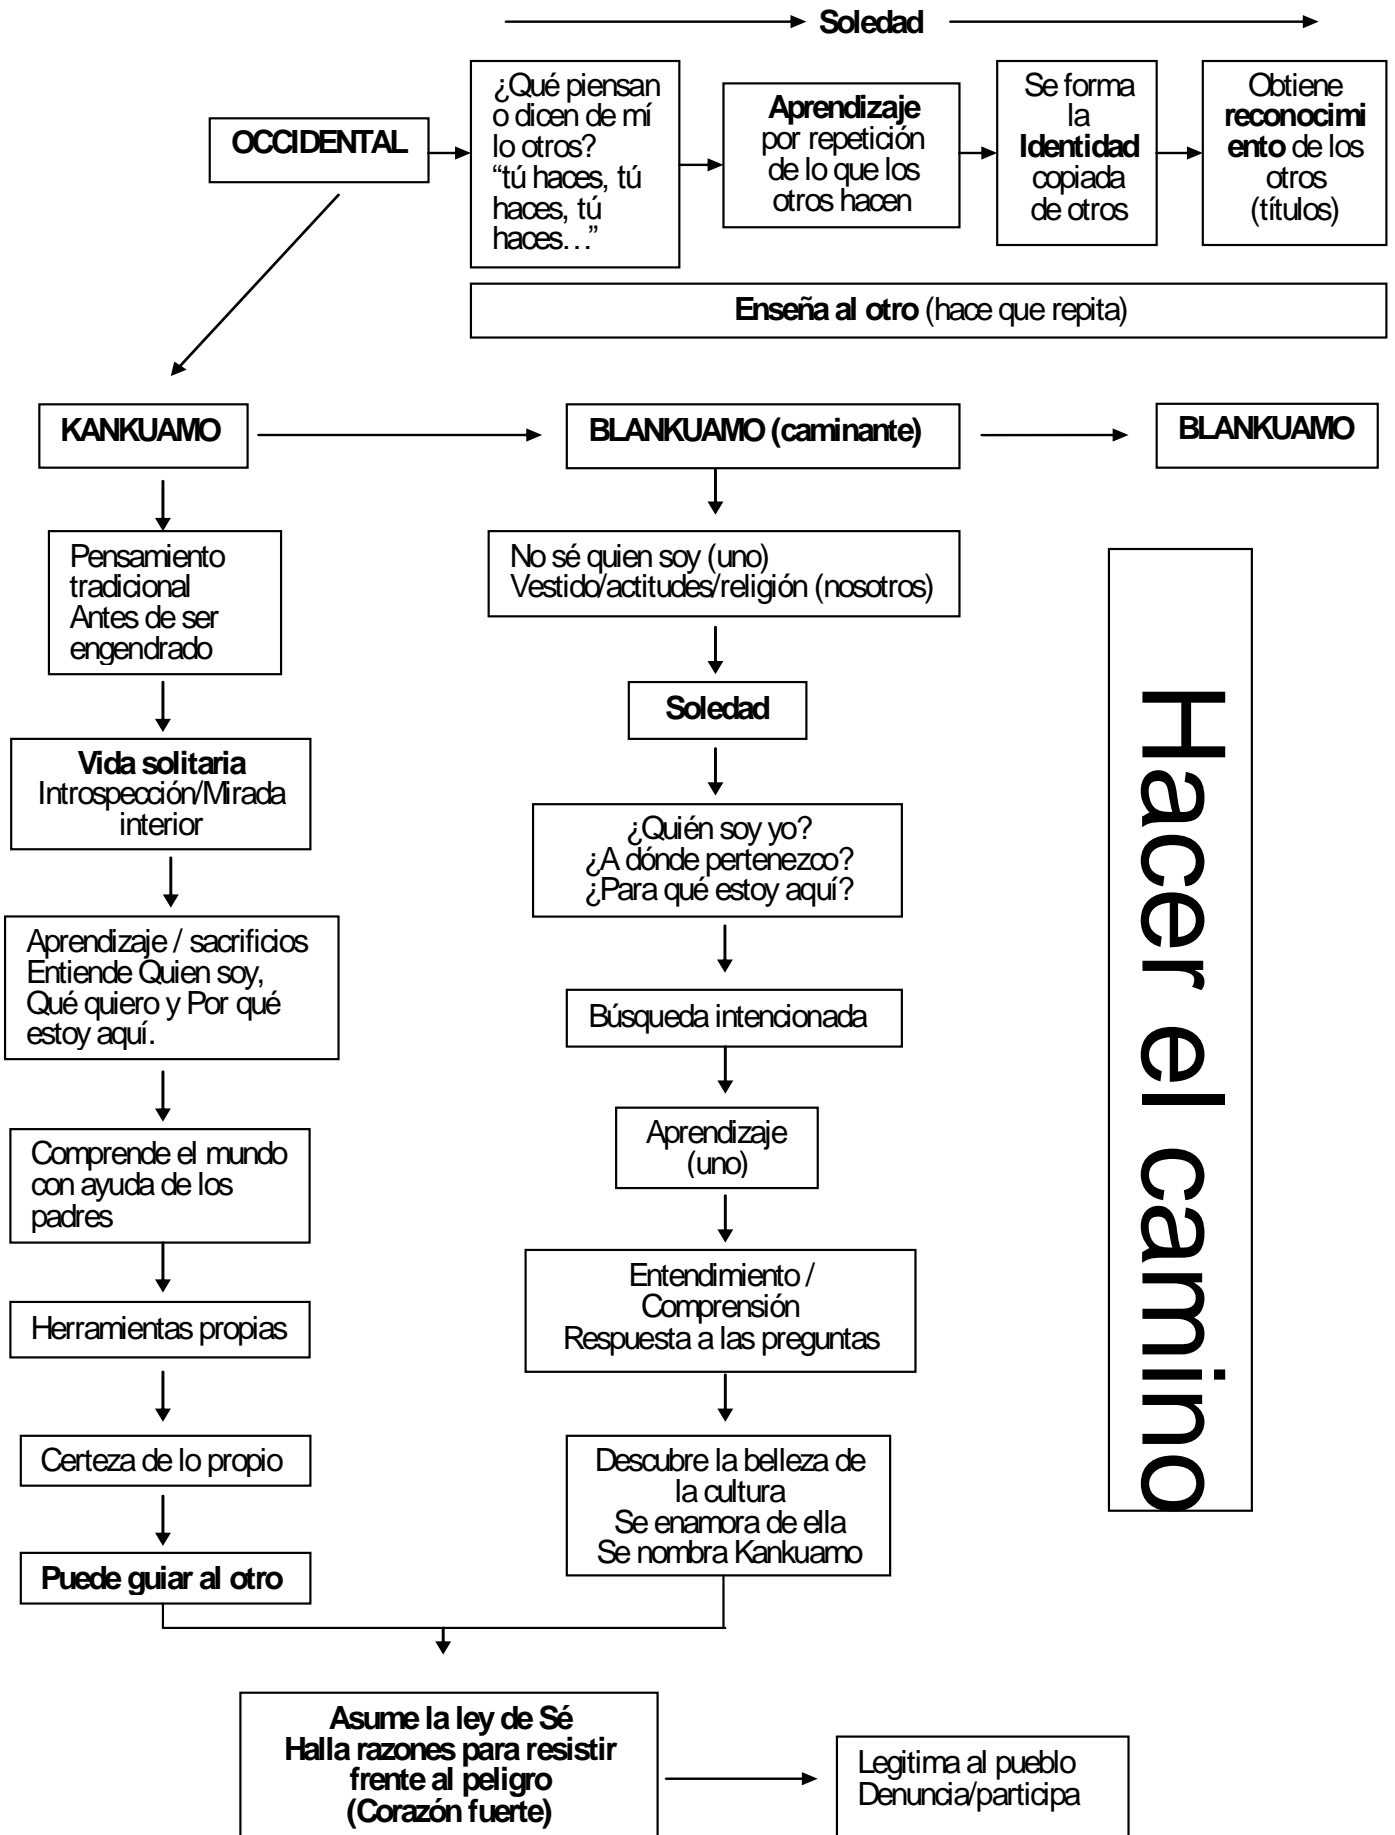 Soledad
OCCIDENTAL
¿Qué piensan
o dicen de mí
lo otros?
“tú haces, tú
haces, tú
haces…”
Aprendizaje
por repetición
de lo que los
otros hacen
Se forma
la
Identidad
copiada
de otros
Obtiene
reconocimi
ento de los
otros
(títulos)
Enseña al otro (hace que repita)
KANKUAMO
BLANKUAMO (caminante)
BLANKUAMO
Pensamiento
tradicional
Antes de ser
engendrado
Vida solitaria
Introspección/Mirada
interior
Aprendizaje / sacrificios
Entiende Quien soy,
Qué quiero y Por qué
estoy aquí.
Comprende el mundo
con ayuda de los
padres
Herramientas propias
Certeza de lo propio
Puede guiar al otro
No sé quien soy (uno)
Vestido/actitudes/religión (nosotros)
Soledad
¿Quién soy yo?
¿A dónde pertenezco?
¿Para qué estoy aquí?
Búsqueda intencionada
Aprendizaje
(uno)
Entendimiento /
Comprensión
Respuesta a las preguntas
Descubre la belleza de
la cultura
Se enamora de ella
Se nombra Kankuamo
Hacer el camino
Asume la ley de Sé
Halla razones para resistir
frente al peligro
(Corazón fuerte)
Legitima al pueblo
Denuncia/participa